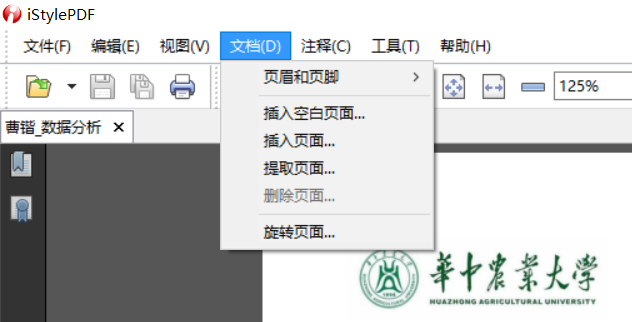 iStylePDF
文件(F) 编辑(E) 视图(V) 文档(D) 注释(C) 工具(T) 帮助(H)
页眉和页脚
125%
插入空白页面...
曹锴_数据分析
插入页面...
提取页面...
删除页面...
旋转页面...
華中農業大学
HUAZHONG AGRICULTURAL UNIVERSITY